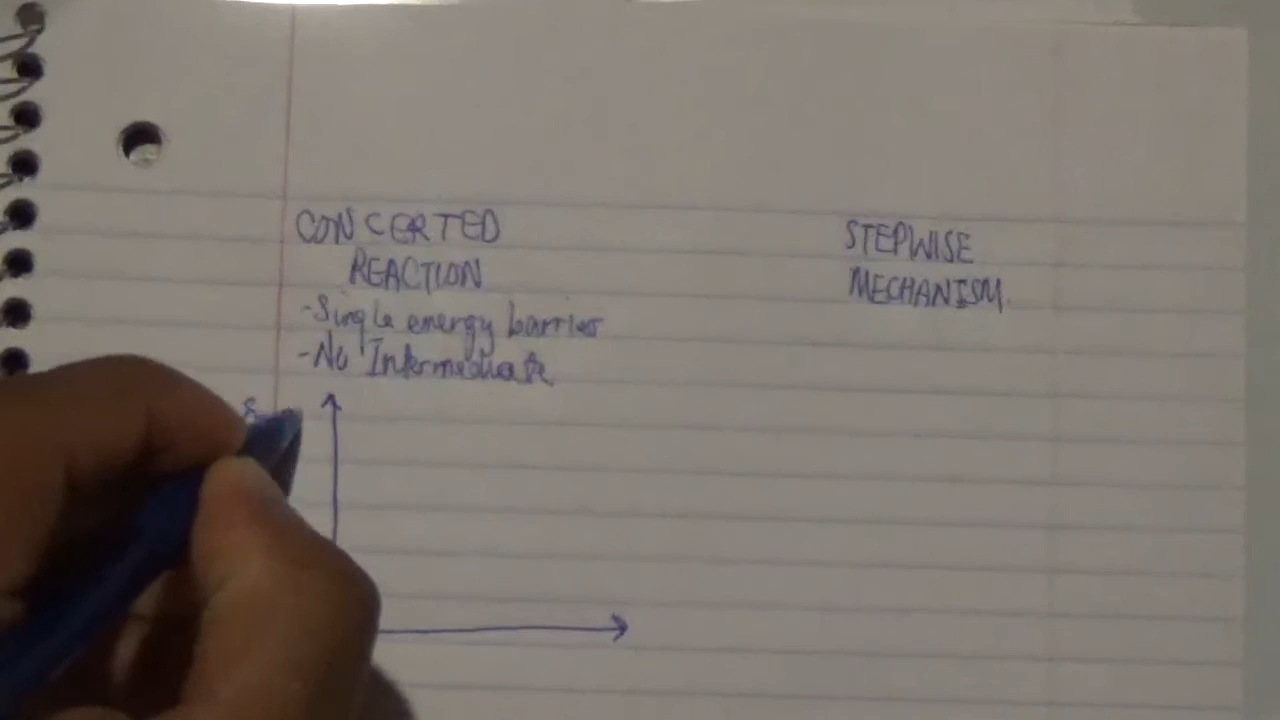 CONCERTED
REACTION
-Single energy barrier
-No Intermediate
STEPWISE
MECHANISM.